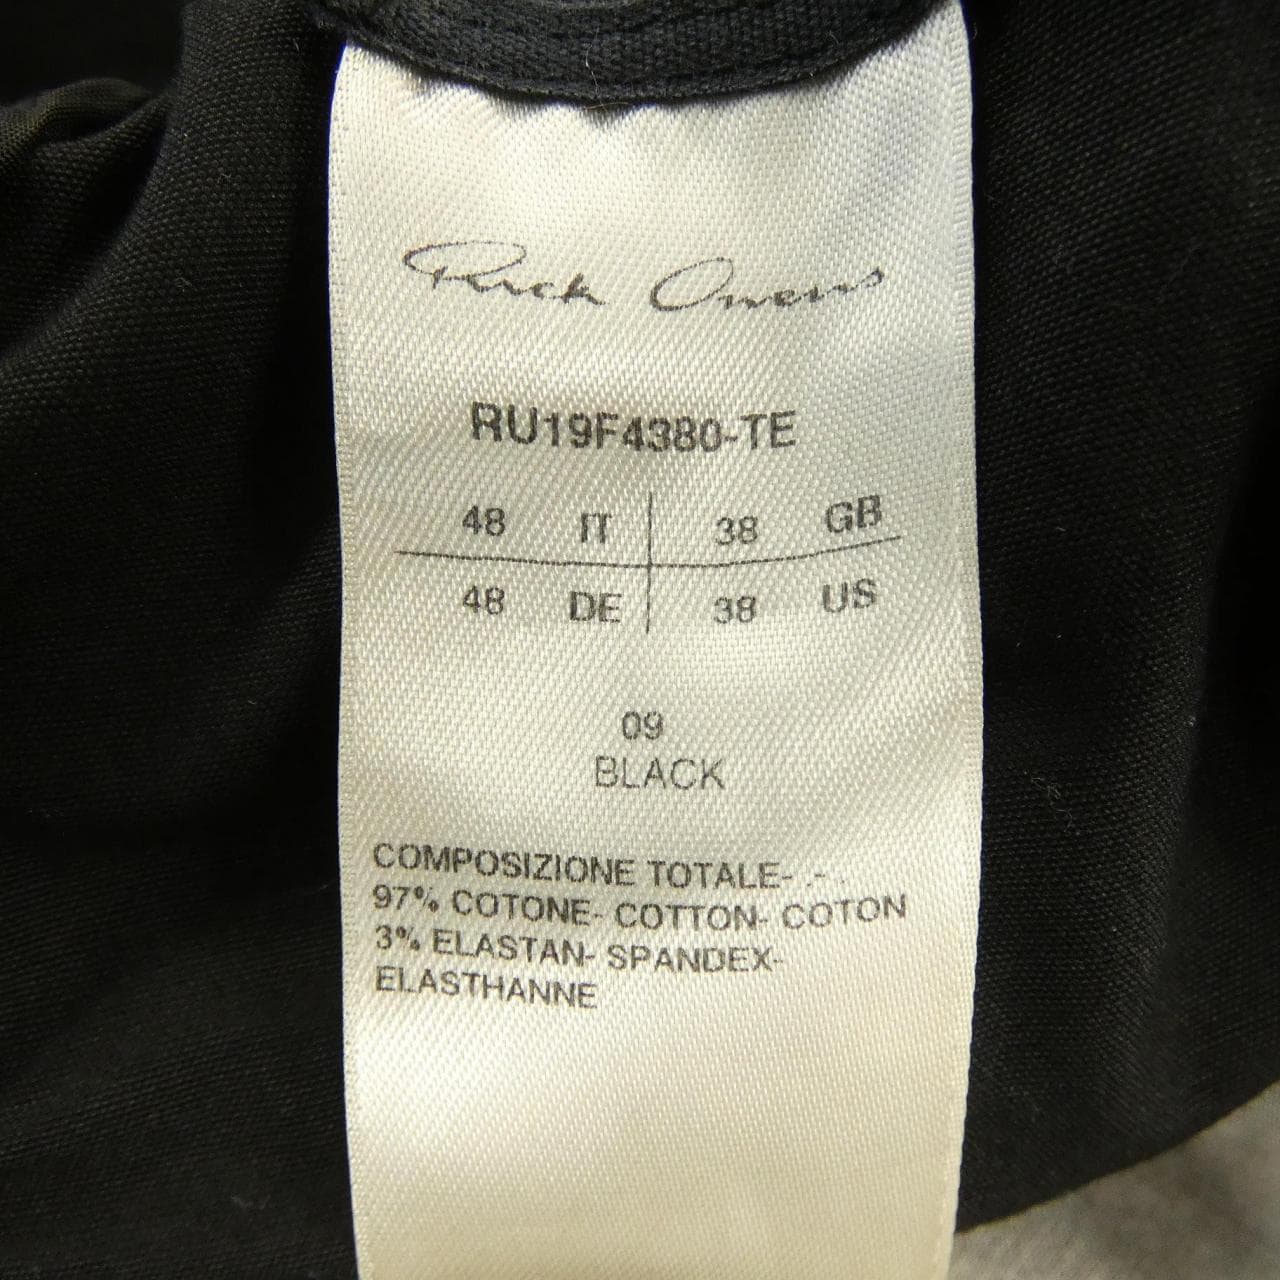 Rick Owens
RU19F4380-TE
48 IT 38 GB
48 DE 38 US
09
BLACK
COMPOSIZIONE TOTALE- .- .
97% COTONE- COTTON- COTON
3% ELASTAN- SPANDEX-
ELASTHANNE